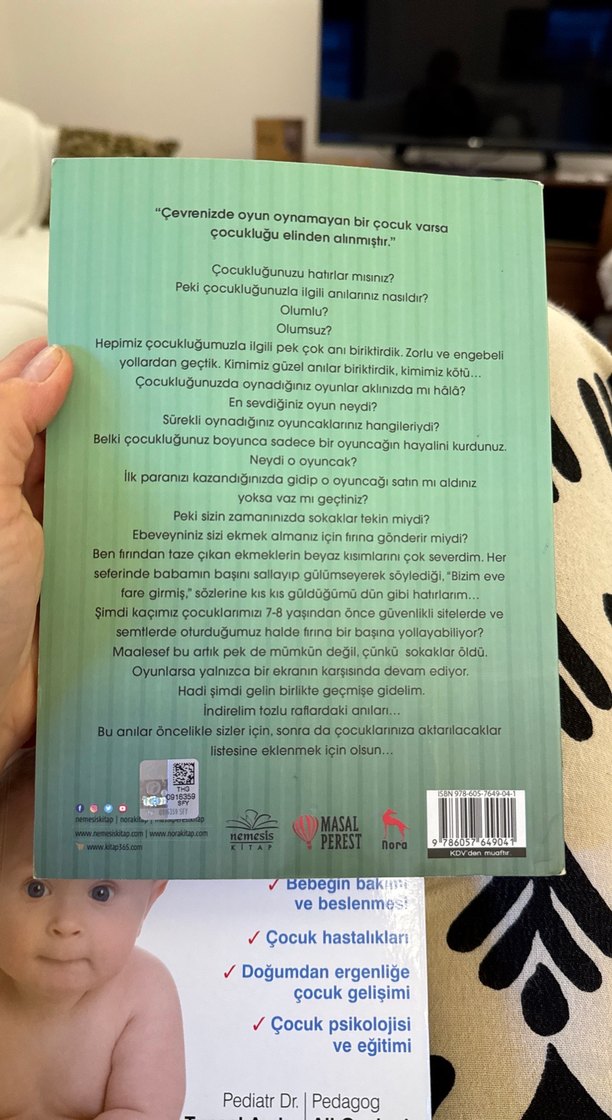 “Çevrenizde oyun oynamayan bir çocuk varsa
çocukluğu elinden alınmıştır.”
Çocukluğunuzu hatırlar mısınız?
Peki çocukluğunuzla ilgili anılarınız nasıldır?
Olumlu?
Olumsuz?
Hepimiz çocukluğumuzla ilgili pek çok anı biriktirdik. Zorlu ve engebeli
yollardan geçtik. Kimimiz güzel anılar biriktirdik, kimimiz kötü...
Çocukluğunuzda oynadığınız oyunlar aklınızda mı hâlâ?
En sevdiğiniz oyun neydi?
Sürekli oynadığınız oyuncaklarınız hangileriydi?
Belki çocukluğunuz boyunca sadece bir oyuncağın hayalini kurdunuz.
Neydi o oyuncak?
İlk paranızı kazandığınızda gidip o oyuncağı satın mı aldınız
yoksa vaz mı geçtiniz?
Peki sizin zamanınızda sokaklar tekin miydi?
Ebeveyniniz sizi ekmek almanız için fırına gönderir miydi?
Ben fırından taze çıkan ekmeklerin beyaz kısımlarını çok severdim. Her
seferinde babamın başını sallayıp gülümseyerek söylediği, “Bizim eve
fare girmiş,” sözlerine kıs kıs güldüğümü dün gibi hatırlarım...
Şimdi kaçımız çocuklarımızı 7-8 yaşından önce güvenlikli sitelerde ve
semtlerde oturduğumuz halde fırına bir başına yollayabiliyor?
Maalesef bu artık pek de mümkün değil, çünkü sokaklar öldü.
Oyunlarsa yalnızca bir ekranın karşısında devam ediyor.
Hadi şimdi gelin birlikte geçmişe gidelim.
İndirelim tozlu raflardaki anıları...
Bu anılar öncelikle sizler için, sonra da çocuklarınıza aktarılacaklar
listesine eklenmek için olsun...
THG
0916359
SFY
0916359 SFY
nemesiskitap | norakitap | masalperestkitap
www.nemesiskitap.com | www.norakitap.com
www.kitap365.com
nemesis
KİTAP
MASAL
PEREST
nora
ISBN 978-605-7649-04-1
9 786057 649041
KDV'den muaftır
✓ Bebeğin bakımı
ve beslenmesi
✓ Çocuk hastalıkları
✓ Doğumdan ergenliğe
çocuk gelişimi
✓ Çocuk psikolojisi
ve eğitimi
Pediatr Dr. | Pedagog